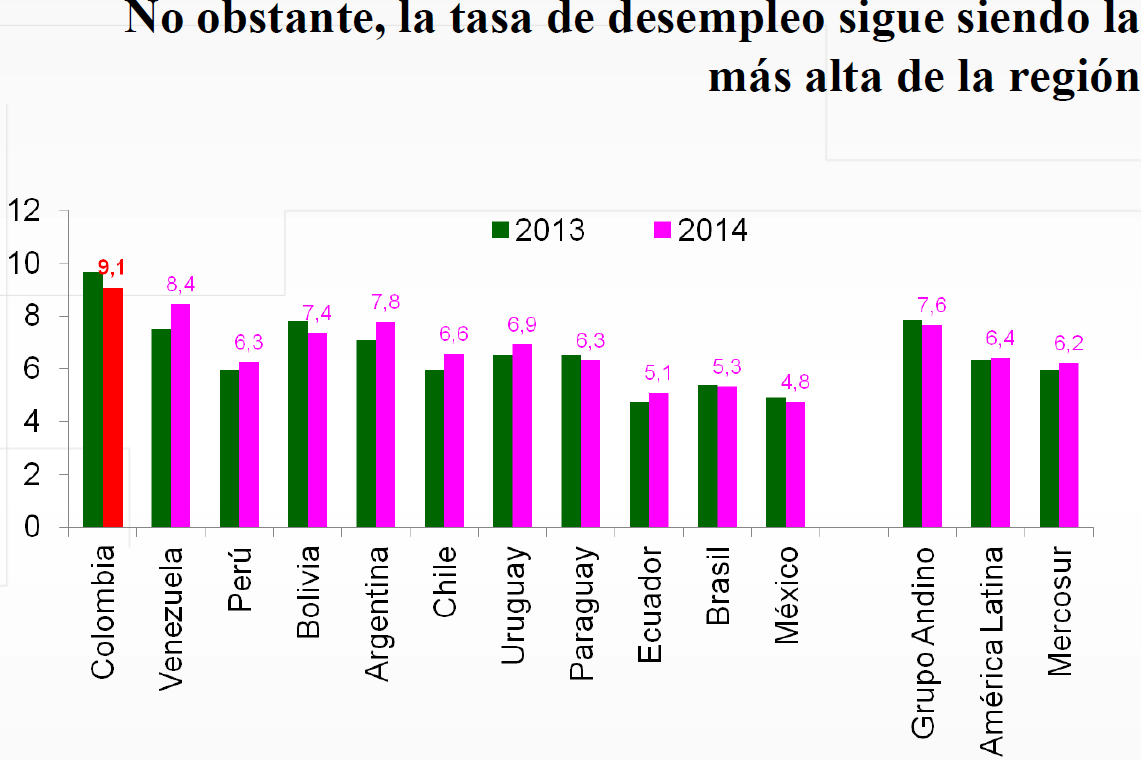 No obstante, la tasa de desempleo sigue siendo la
más alta de la región
12
10
8
6
4
2
0
2013
2014
9,1
8,4
6,3
7,4
7,8
6,6
6,9
6,3
5,1
5,3
4,8
7,6
6,4
6,2
Colombia
Venezuela
Perú
Bolivia
Argentina
Chile
Uruguay
Paraguay
Ecuador
Brasil
México
Grupo Andino
América Latina
Mercosur